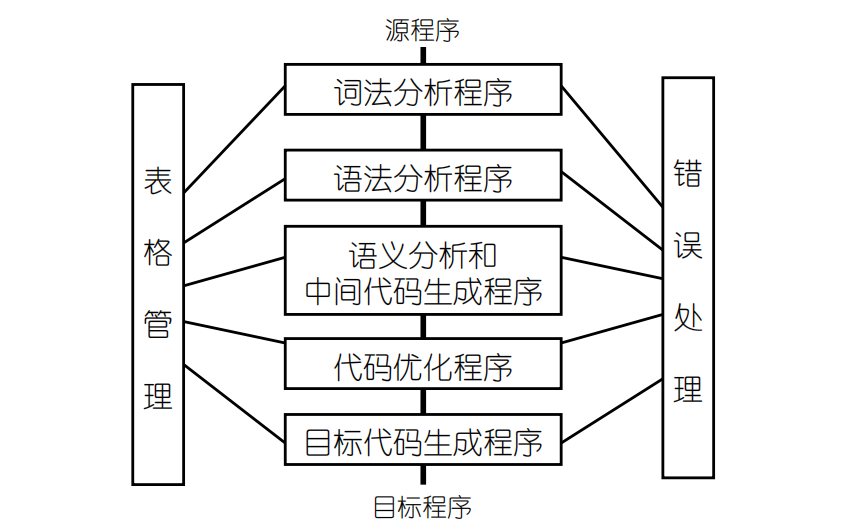 源程序
词法分析程序
语法分析程序
语义分析和
中间代码生成程序
代码优化程序
目标代码生成程序
目标程序
表
格
管
理
错
误
处
理